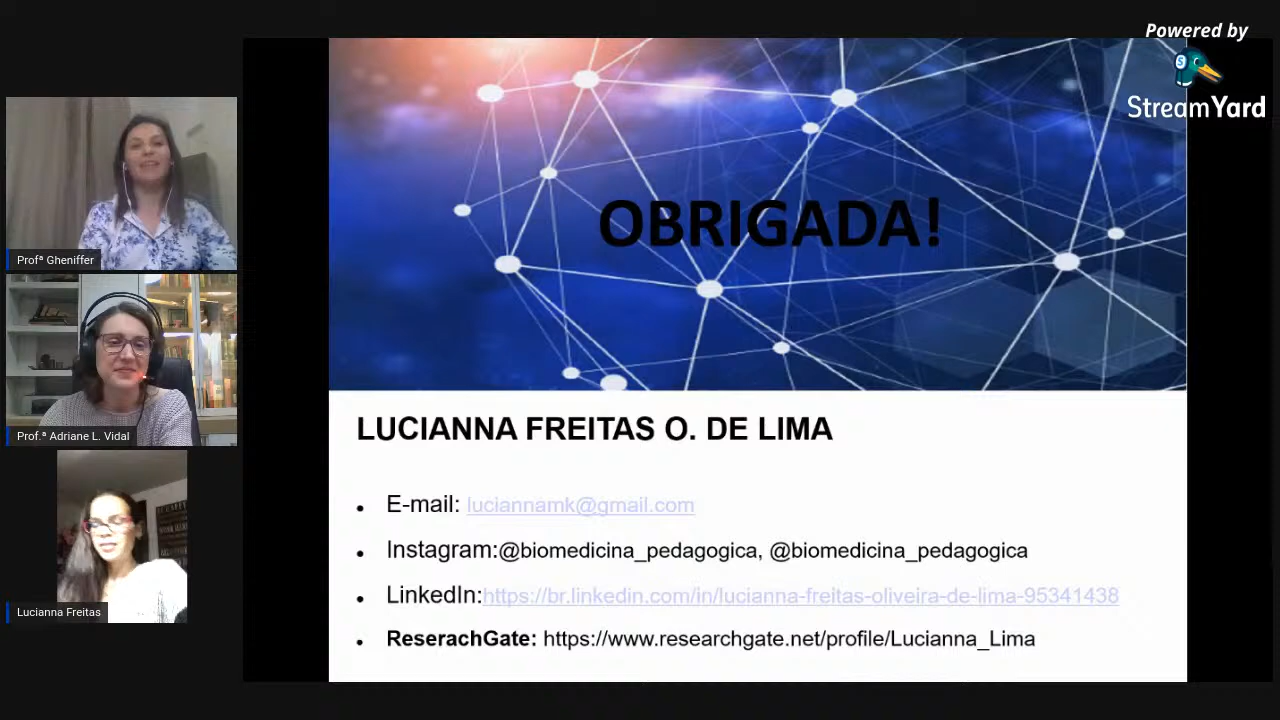 Powered by
StreamYard
Profª Gheniffer
Prof.ª Adriane L. Vidal
Lucianna Freitas
OBRIGADA!
LUCIANNA FREITAS O. DE LIMA
• E-mail: luciannamk@gmail.com
• Instagram:@biomedicina_pedagogica, @biomedicina_pedagogica
• LinkedIn:https://br.linkedin.com/in/lucianna-freitas-oliveira-de-lima-95341438
• ReserachGate: https://www.researchgate.net/profile/Lucianna_Lima